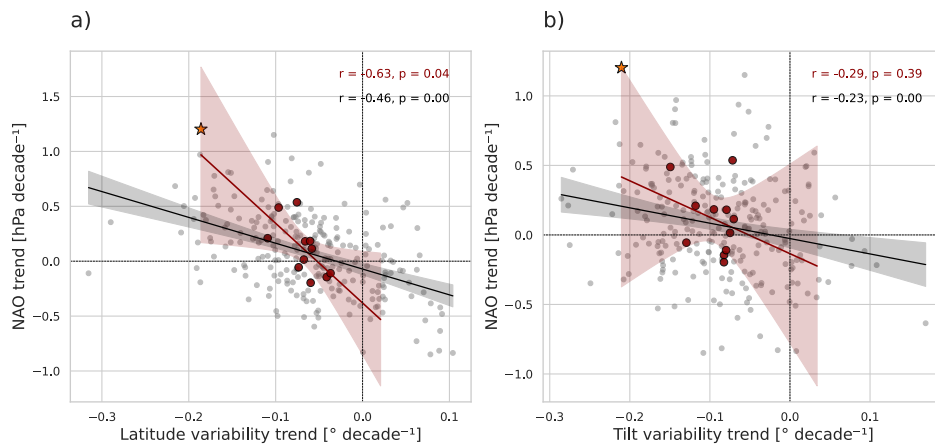 a)
r = -0.63, p = 0.04
r = -0.46, p = 0.00
NAO trend [hPa decade⁻¹]
1.5
1.0
0.5
0.0
−0.5
−1.0
−0.3
−0.2
−0.1
0.0
0.1
Latitude variability trend [° decade⁻¹]
b)
r = -0.29, p = 0.39
r = -0.23, p = 0.00
NAO trend [hPa decade⁻¹]
1.0
0.5
0.0
−0.5
−1.0
−0.3
−0.2
−0.1
0.0
0.1
Tilt variability trend [° decade⁻¹]